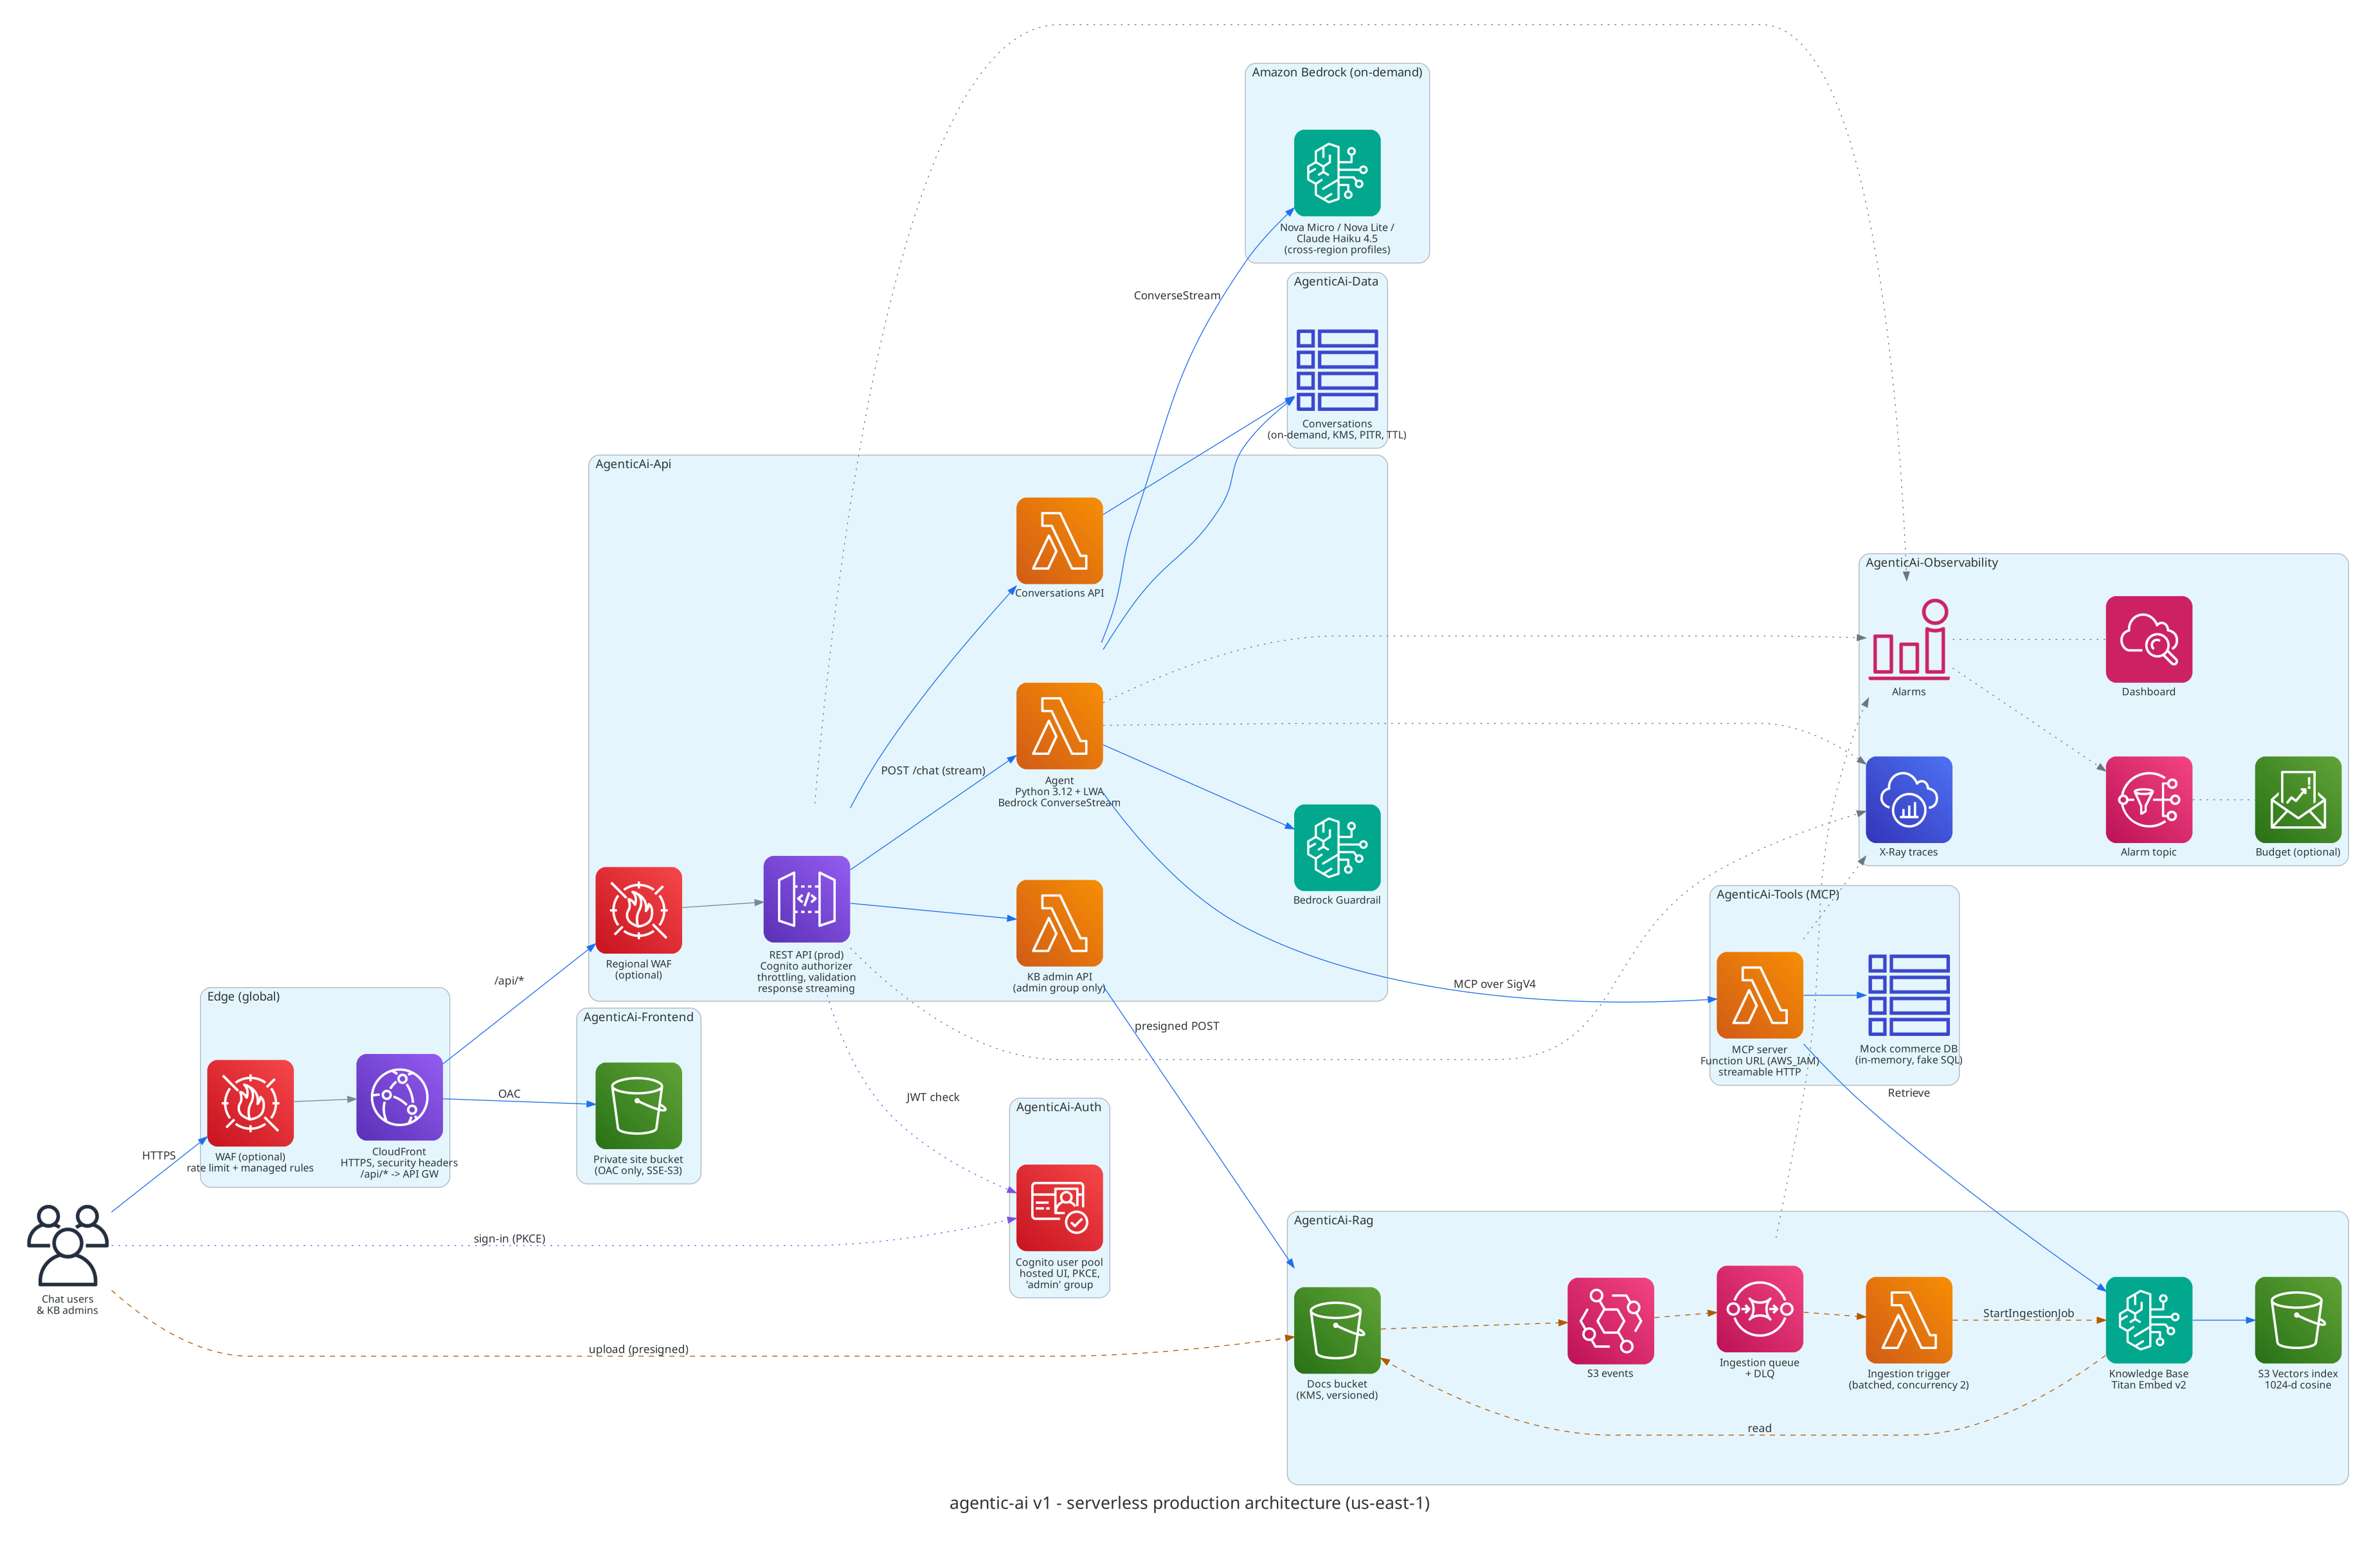 Amazon Bedrock (on-demand)
Nova Micro / Nova Lite /
Claude Haiku 4.5
(cross-region profiles)
AgenticAi-Data
ConverseStream
Conversations
(on-demand, KMS, PITR, TTL)
AgenticAi-Api
Conversations API
POST /chat (stream)
Agent
Python 3.12 + LWA
Bedrock ConverseStream
Bedrock Guardrail
Regional WAF
(optional)
REST API (prod)
Cognito authorizer
throttling, validation
response streaming
KB admin API
(admin group only)
AgenticAi-Observability
Alarms
Dashboard
X-Ray traces
Alarm topic
Budget (optional)
AgenticAi-Tools (MCP)
MCP over SigV4
MCP server
Function URL (AWS_IAM)
streamable HTTP
Mock commerce DB
(in-memory, fake SQL)
Retrieve
/api/*
Edge (global)
HTTPS
WAF (optional)
rate limit + managed rules
CloudFront
HTTPS, security headers
/api/* -> API GW
OAC
AgenticAi-Frontend
Private site bucket
(OAC only, SSE-S3)
presigned POST
JWT check
AgenticAi-Auth
Cognito user pool
hosted UI, PKCE,
'admin' group
sign-in (PKCE)
Chat users
& KB admins
upload (presigned)
AgenticAi-Rag
Docs bucket
(KMS, versioned)
S3 events
Ingestion queue
+ DLQ
Ingestion trigger
(batched, concurrency 2)
StartIngestionJob
Knowledge Base
Titan Embed v2
S3 Vectors index
1024-d cosine
read
agentic-ai v1 - serverless production architecture (us-east-1)